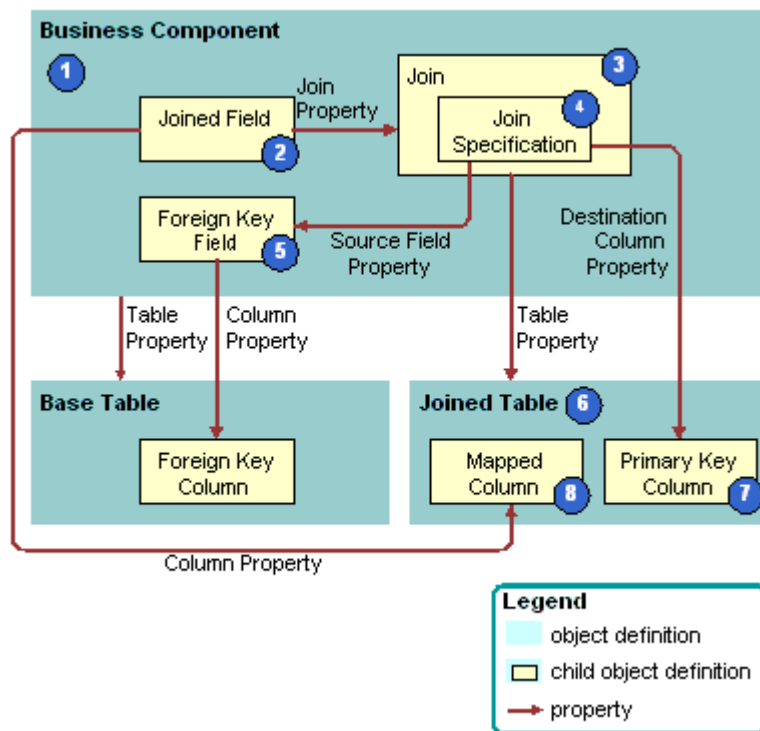 Business Component
1
Join
Property
Join
3
Joined Field
2
Join
Specification
4
Foreign Key
Field
5
Source Field
Property
Destination
Column
Property
Table
Property
Column
Property
Table
Property
Base Table
Joined Table
6
Foreign Key
Column
Mapped
Column
8
Primary Key
Column
7
Column Property
Legend
object definition
child object definition
property